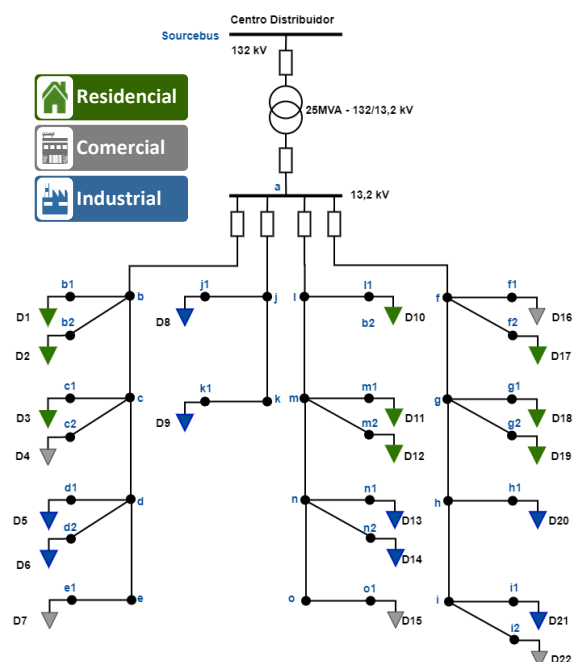 Centro Distribuidor
Sourcebus
132 kV
25MVA - 132/13,2 kV
Residencial
Comercial
Industrial
a
13,2 kV
b1
b
D1
b2
D2
j1
j
D8
l
l1
b2
D10
f
f1
D16
f2
D17
c1
c
D3
c2
D4
k1
k
D9
m
m1
D11
m2
D12
g
g1
D18
g2
D19
d1
d
D5
d2
D6
n
n1
D13
n2
D14
h
h1
D20
e1
e
D7
o
o1
D15
i
i1
D21
i2
D22